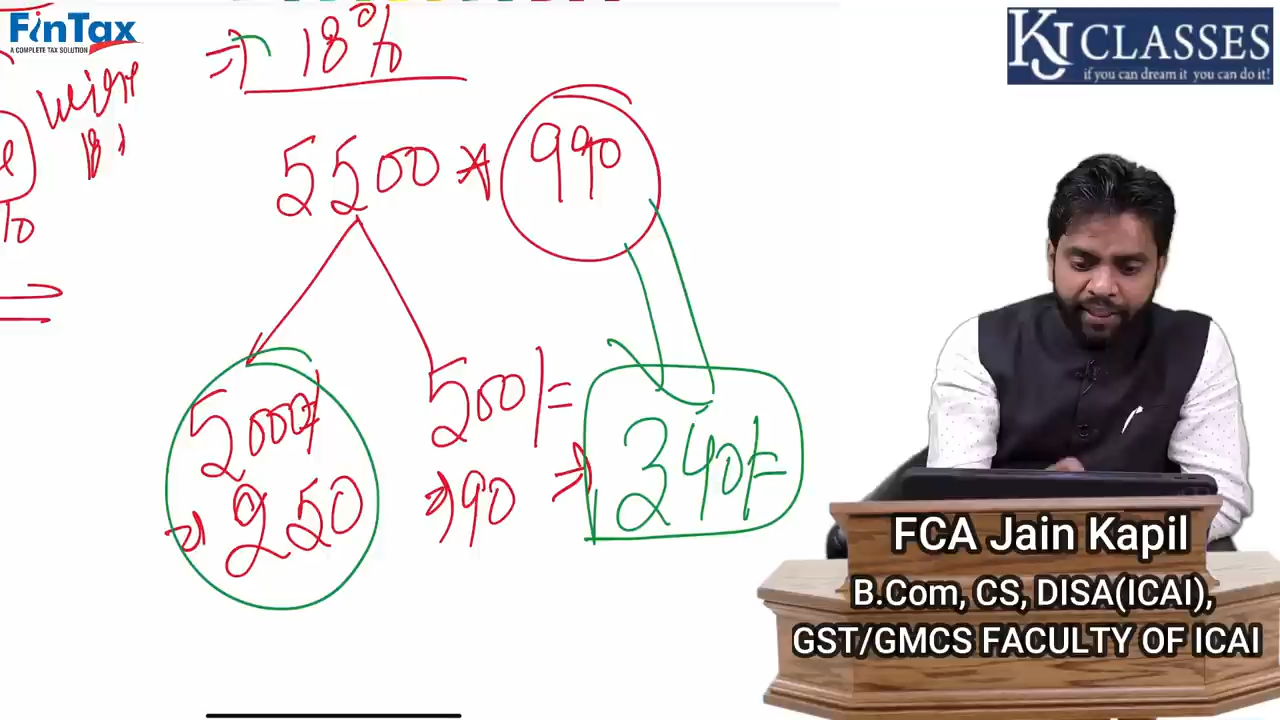 FinTax
A COMPLETE TAX SOLUTION
KJ CLASSES
if you can dream it you can do it!
⇒ 18%
18
5500 * 990
5000/= 500/=
⇒ 250 ⇒ 90 ⇒ 340/=
FCA Jain Kapil
B.Com, CS, DISA(ICAI),
GST/GMCS FACULTY OF ICAI